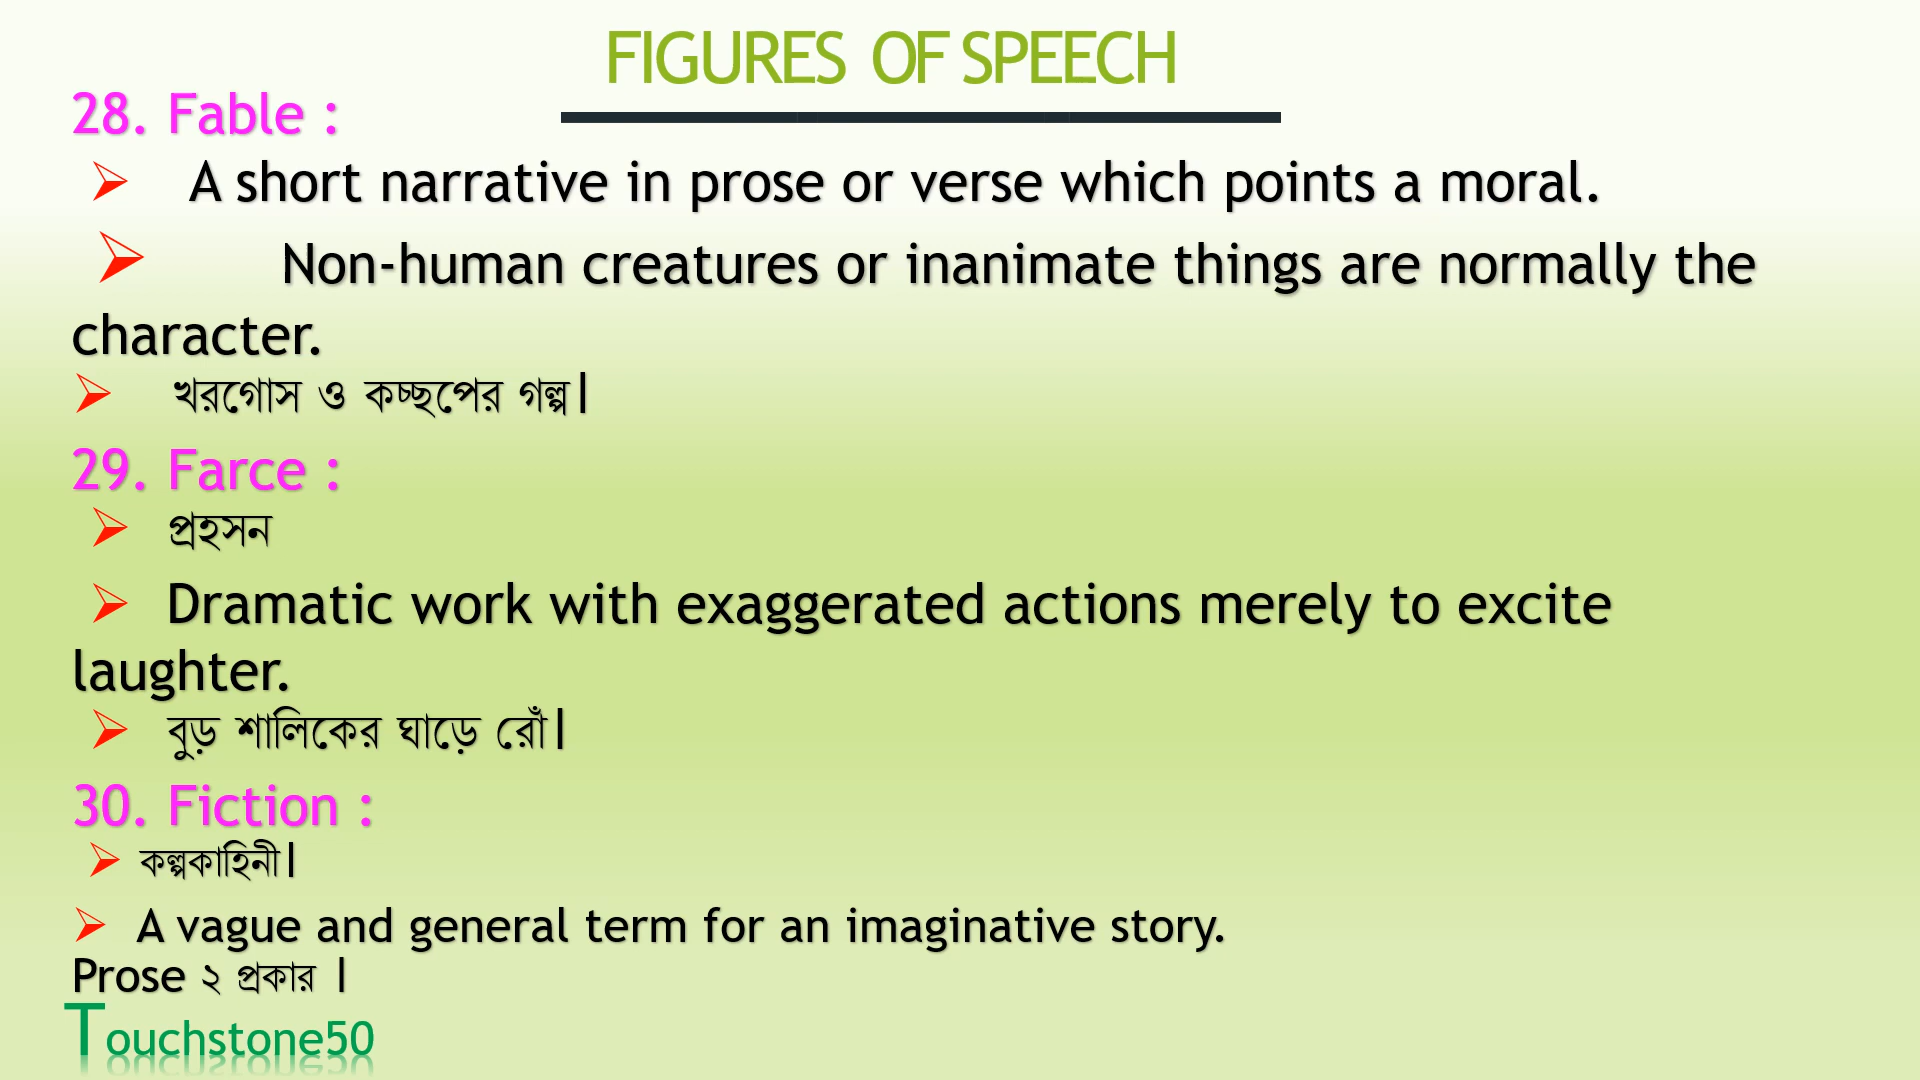 FIGURES OF SPEECH
28. Fable :
➢ A short narrative in prose or verse which points a moral.
➢ Non-human creatures or inanimate things are normally the
character.
➢ খরগোস ও কচ্ছপের গল্প।
29. Farce :
➢ প্রহসন
➢ Dramatic work with exaggerated actions merely to excite
laughter.
➢ বুড় শালিকের ঘাড়ে রোঁ।
30. Fiction :
➢ কল্পকাহিনী।
➢ A vague and general term for an imaginative story.
Prose ২ প্রকার ।
Touchstone50